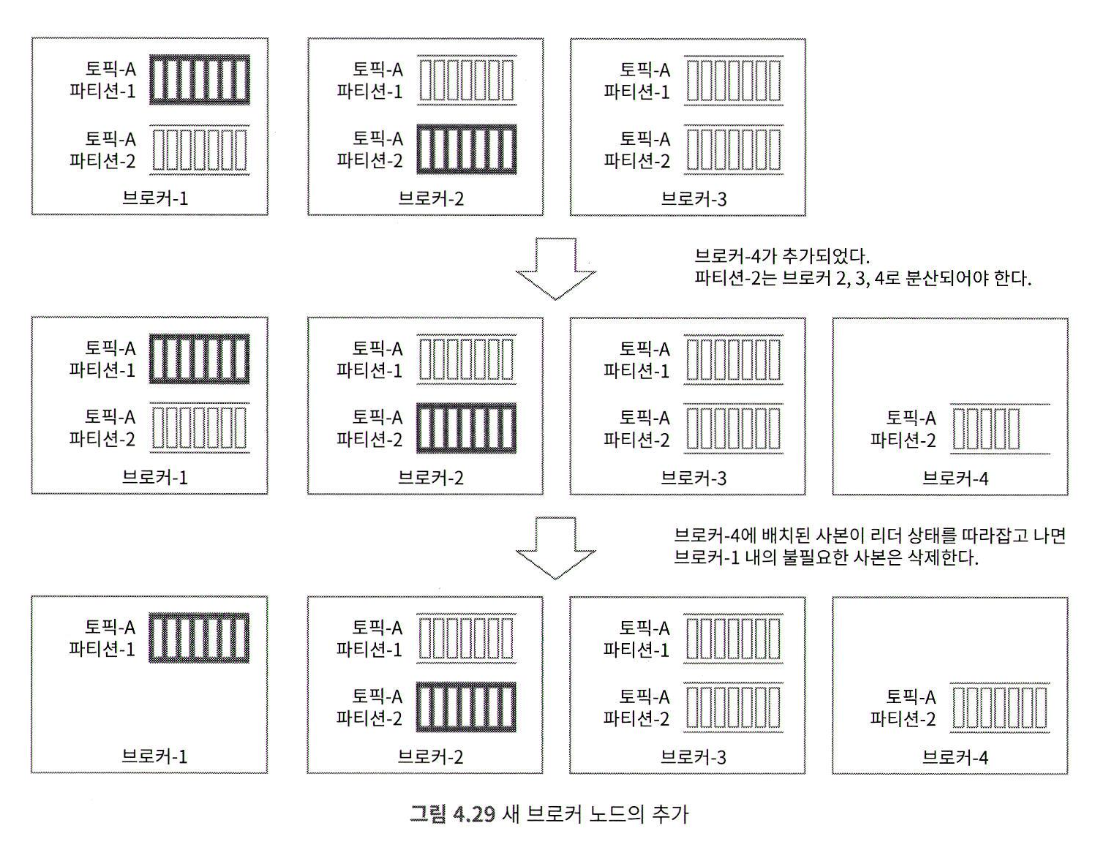 토픽-A
파티션-1
토픽-A
파티션-2
브로커-1
토픽-A
파티션-1
토픽-A
파티션-2
브로커-2
토픽-A
파티션-1
토픽-A
파티션-2
브로커-3
브로커-4가 추가되었다.
파티션-2는 브로커 2, 3, 4로 분산되어야 한다.
토픽-A
파티션-1
토픽-A
파티션-2
브로커-1
토픽-A
파티션-1
토픽-A
파티션-2
브로커-2
토픽-A
파티션-1
토픽-A
파티션-2
브로커-3
토픽-A
파티션-2
브로커-4
브로커-4에 배치된 사본이 리더 상태를 따라잡고 나면
브로커-1 내의 불필요한 사본은 삭제한다.
토픽-A
파티션-1
브로커-1
토픽-A
파티션-1
토픽-A
파티션-2
브로커-2
토픽-A
파티션-1
토픽-A
파티션-2
브로커-3
토픽-A
파티션-2
브로커-4
그림 4.29 새 브로커 노드의 추가